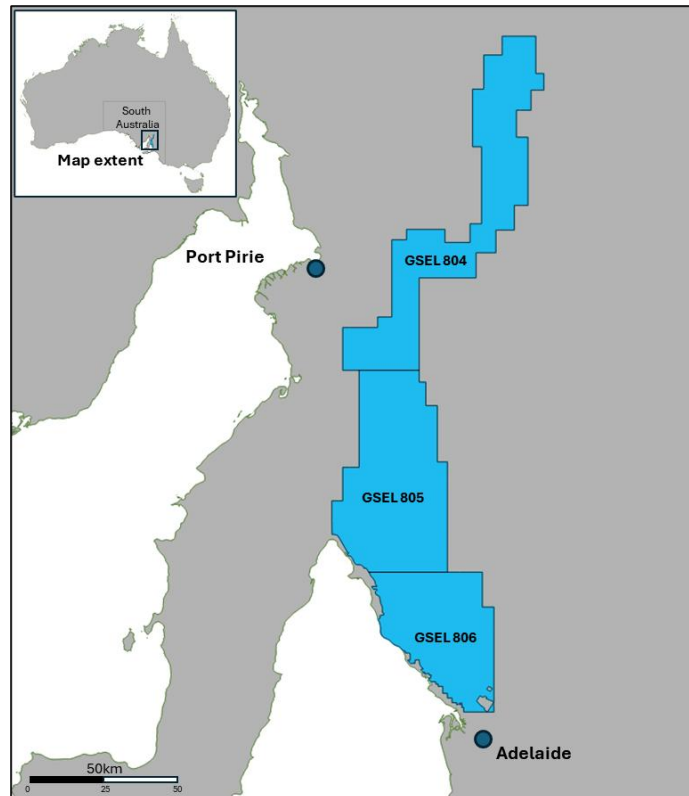 South
Australia
Map extent
Port Pirie
GSEL 804
GSEL 805
GSEL 806
Adelaide
50km
0
25
50